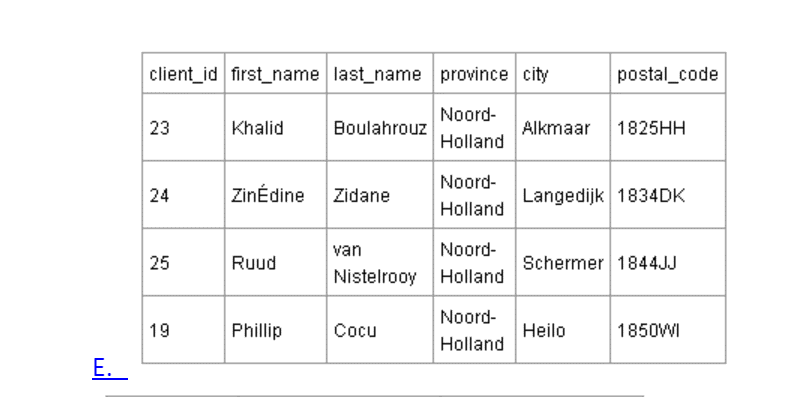 client_id first_name last_name province city postal_code
23 Khalid Boulahrouz Noord-Holland Alkmaar 1825HH
24 ZinÉdine Zidane Noord-Holland Langedijk 1834DK
25 Ruud van Nistelrooy Noord-Holland Schermer 1844JJ
19 Phillip Cocu Noord-Holland Heilo 1850WI
E.